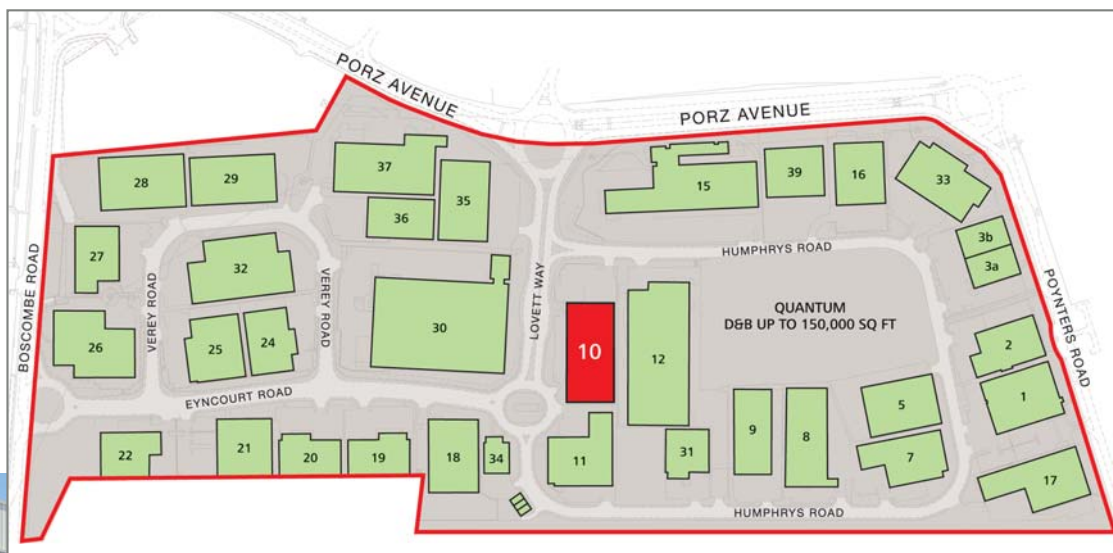 PORZ AVENUE
PORZ AVENUE
28
29
37
36
35
15
39
16
33
3b
3a
27
32
HUMPHRYS ROAD
BOSCOMBE ROAD
VEREY ROAD
VEREY ROAD
LOVETT WAY
POYNTERS ROAD
30
QUANTUM
D&B UP TO 150,000 SQ FT
26
25
24
10
12
2
1
EYNCOURT ROAD
5
9
8
7
22
21
20
19
18
34
11
31
17
HUMPHRYS ROAD